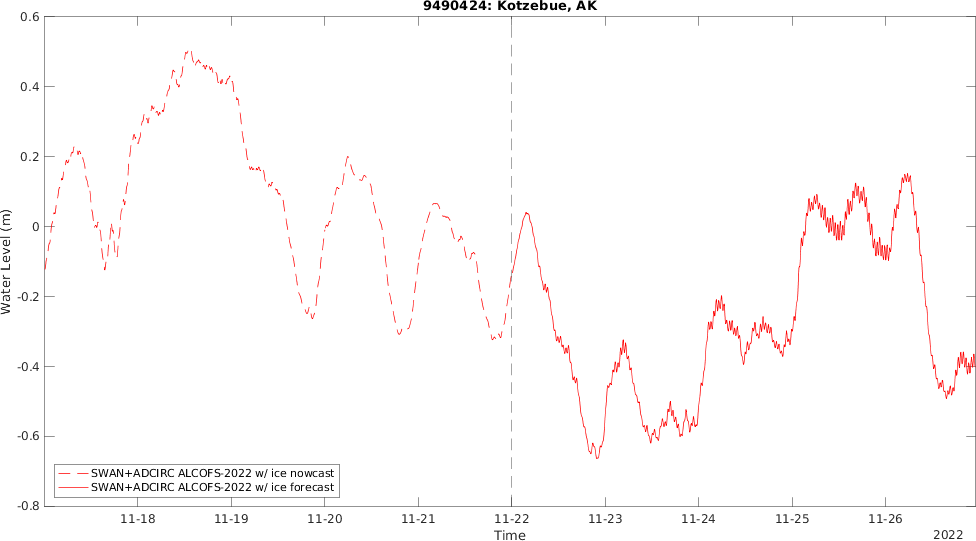 9490424: Kotzebue, AK
0.6
0.4
0.2
0
-0.2
-0.4
-0.6
-0.8
Water Level (m)
SWAN+ADCIRC ALCOFS-2022 w/ ice nowcast
SWAN+ADCIRC ALCOFS-2022 w/ ice forecast
11-18 11-19 11-20 11-21 11-22 11-23 11-24 11-25 11-26
Time
2022